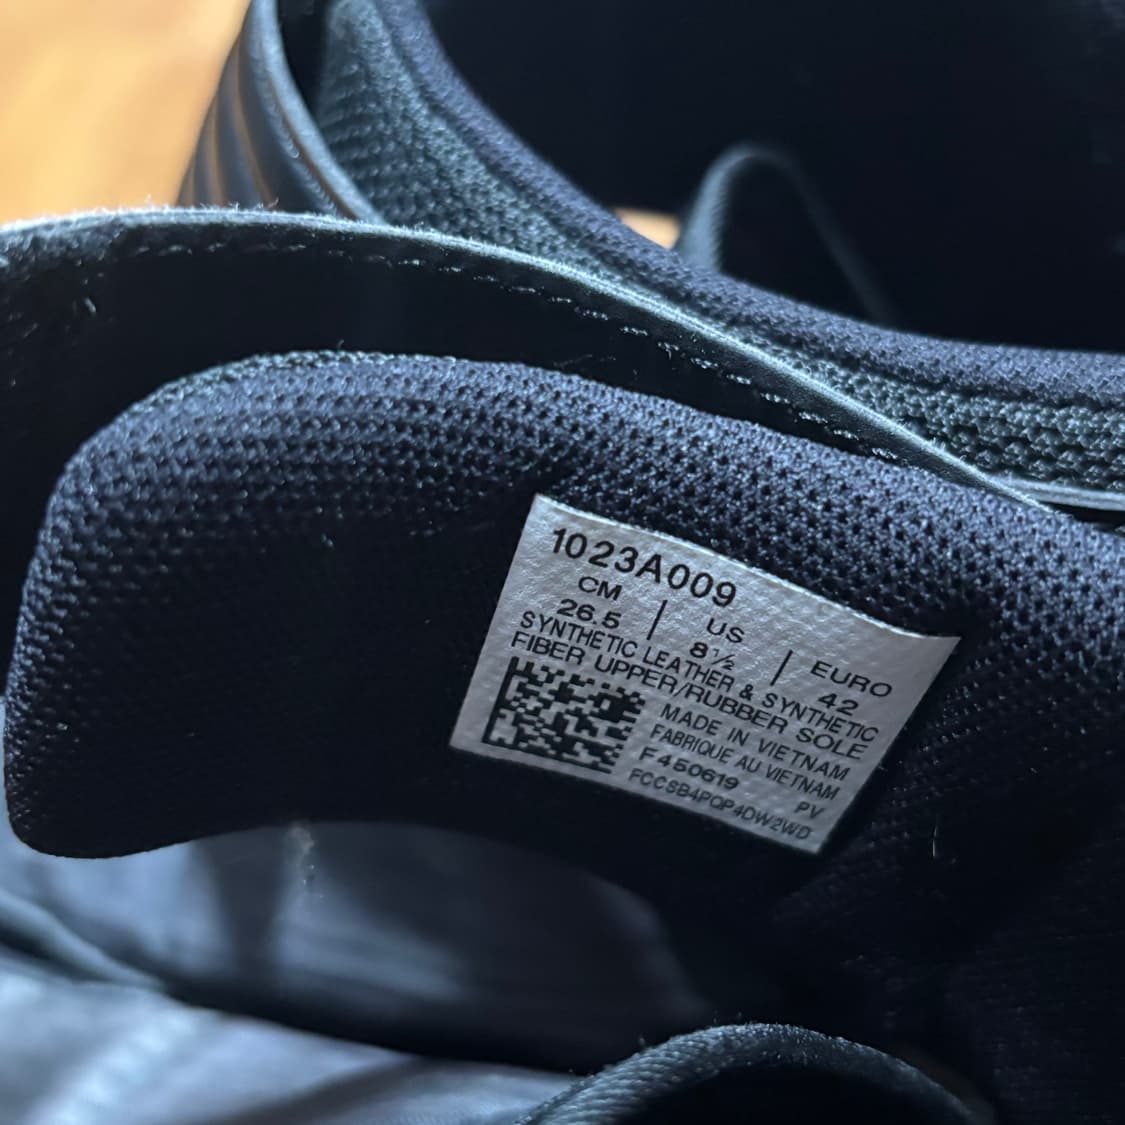 1023A009
CM | US | EURO
26.5 8½ 42
SYNTHETIC LEATHER & SYNTHETIC
FIBER UPPER/RUBBER SOLE
MADE IN VIETNAM
FABRIQUE AU VIETNAM
F450619 PV
FCCSB4PQP4DW2WD